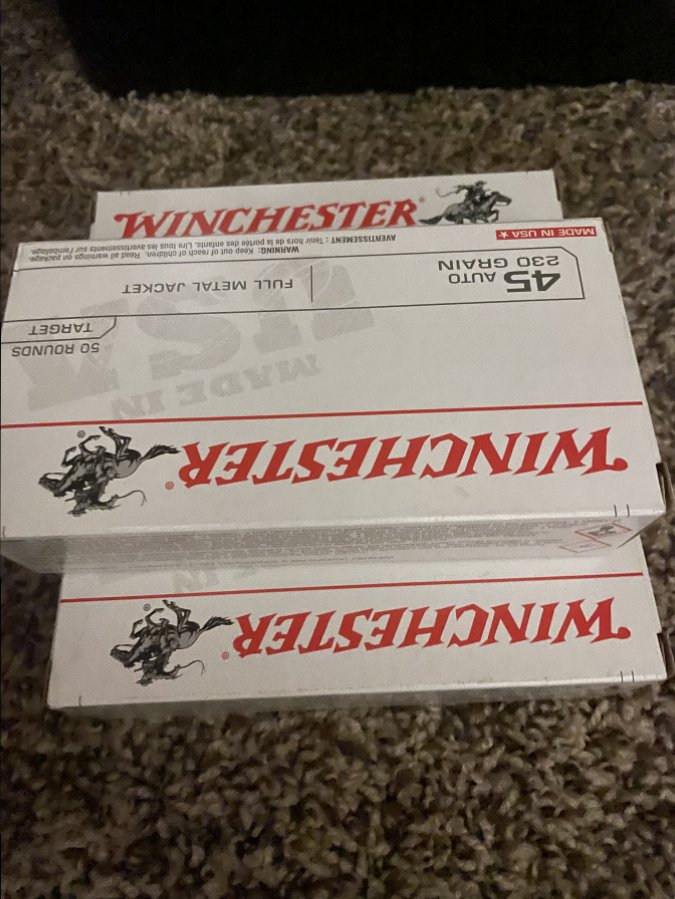 WINCHESTER®
MADE IN USA ★
WARNING: Keep out of reach of children. Read all warnings on package.
AVERTISSEMENT : Tenir hors de la portée des enfants. Lire tous les avertissements sur l'emballage.
45 AUTO
230 GRAIN
FULL METAL JACKET
TARGET
50 ROUNDS
MADE IN
USA
WINCHESTER®
WINCHESTER®